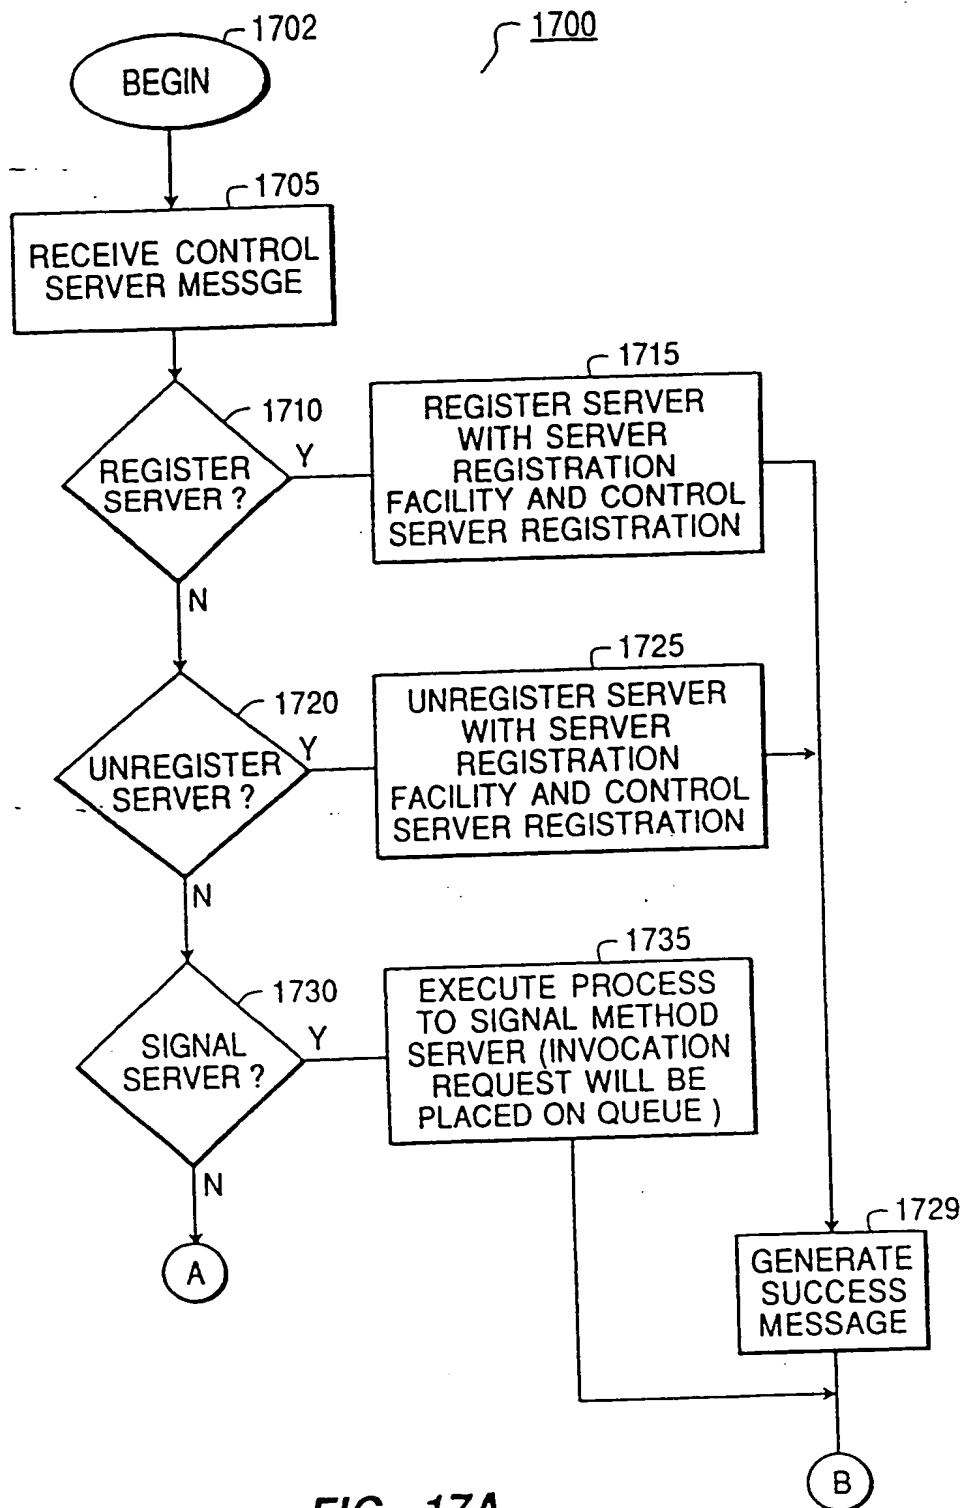 1702
1700
BEGIN
1705
RECEIVE CONTROL
SERVER MESSGE
1710
REGISTER
SERVER ?
Y
N
1715
REGISTER SERVER
WITH SERVER
REGISTRATION
FACILITY AND CONTROL
SERVER REGISTRATION
1720
UNREGISTER
SERVER ?
Y
N
1725
UNREGISTER SERVER
WITH SERVER
REGISTRATION
FACILITY AND CONTROL
SERVER REGISTRATION
1730
SIGNAL
SERVER ?
Y
N
1735
EXECUTE PROCESS
TO SIGNAL METHOD
SERVER (INVOCATION
REQUEST WILL BE
PLACED ON QUEUE )
A
1729
GENERATE
SUCCESS
MESSAGE
B
FIG. 17A